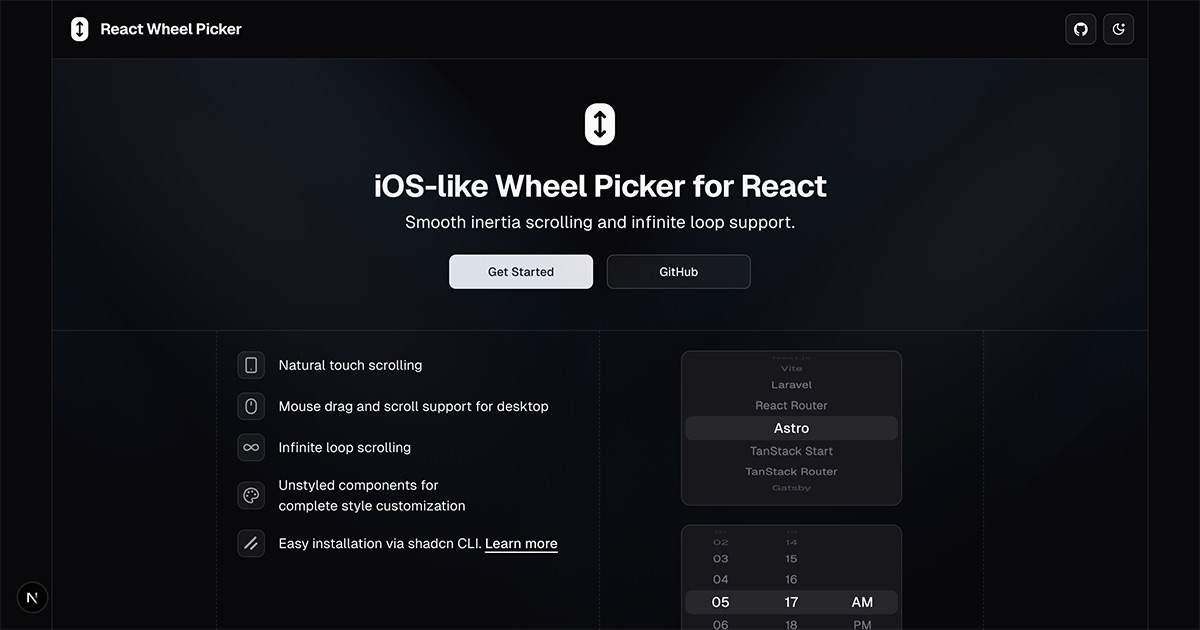 React Wheel Picker
iOS-like Wheel Picker for React
Smooth inertia scrolling and infinite loop support.
Get Started
GitHub
Natural touch scrolling
Mouse drag and scroll support for desktop
Infinite loop scrolling
Unstyled components for
complete style customization
Easy installation via shadcn CLI. Learn more
Vite
Laravel
React Router
Astro
TanStack Start
TanStack Router
Gatsby
02 14
03 15
04 16
05 17 AM
06 18 PM
N